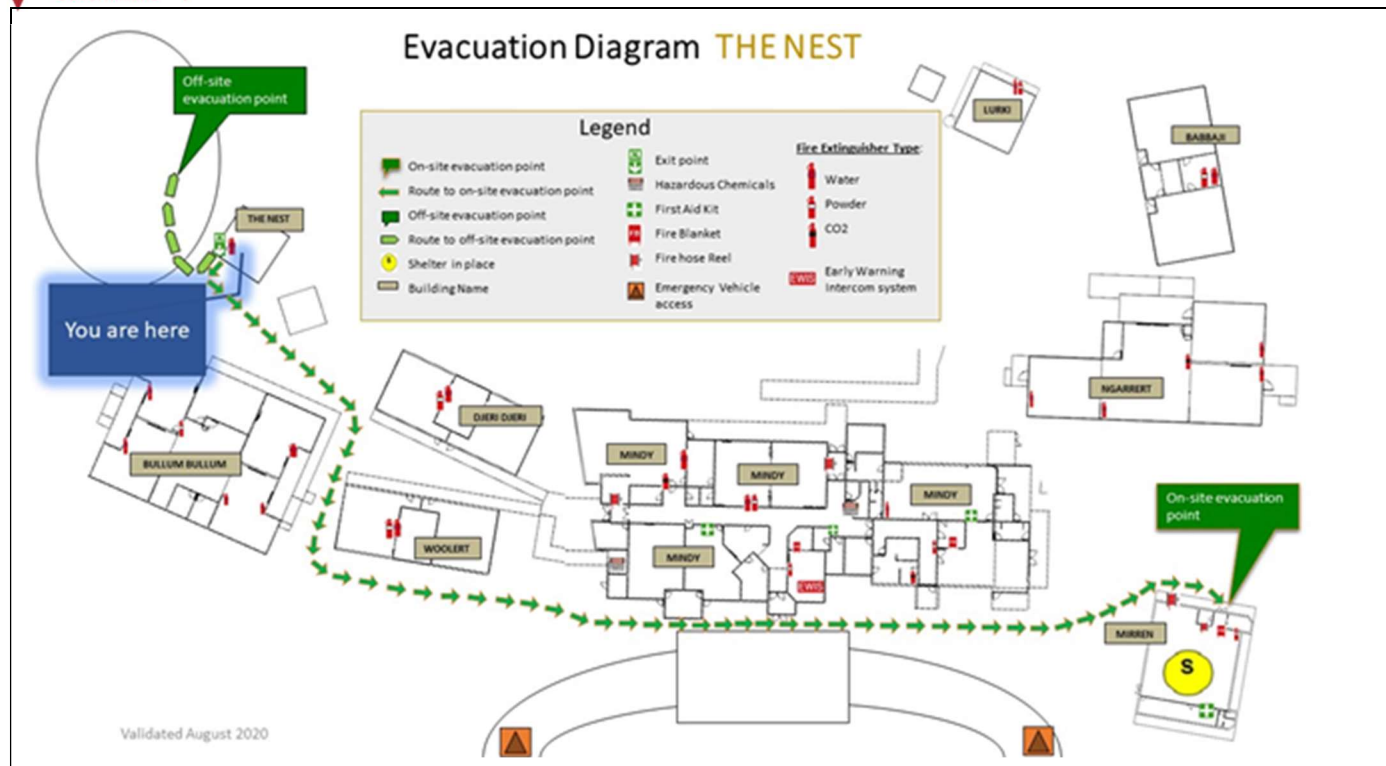 Evacuation Diagram THE NEST
Off-site
evacuation point
Legend
On-site evacuation point
Route to on-site evacuation point
Off-site evacuation point
Route to off-site evacuation point
S
Shelter in place
Building Name
Exit point
Hazardous Chemicals
First Aid Kit
FB
Fire Blanket
Fire hose Reel
Emergency Vehicle
access
Fire Extinguisher Type:
Water
Powder
CO2
EWIS
Early Warning
Intercom system
LURKI
BABBAJI
THE NEST
You are here
NGARRERT
DJERI DJERI
BULLUM BULLUM
WOOLERT
MINDY
MINDY
MINDY
MINDY
EWIS
On-site evacuation
point
MIRREN
S
Validated August 2020